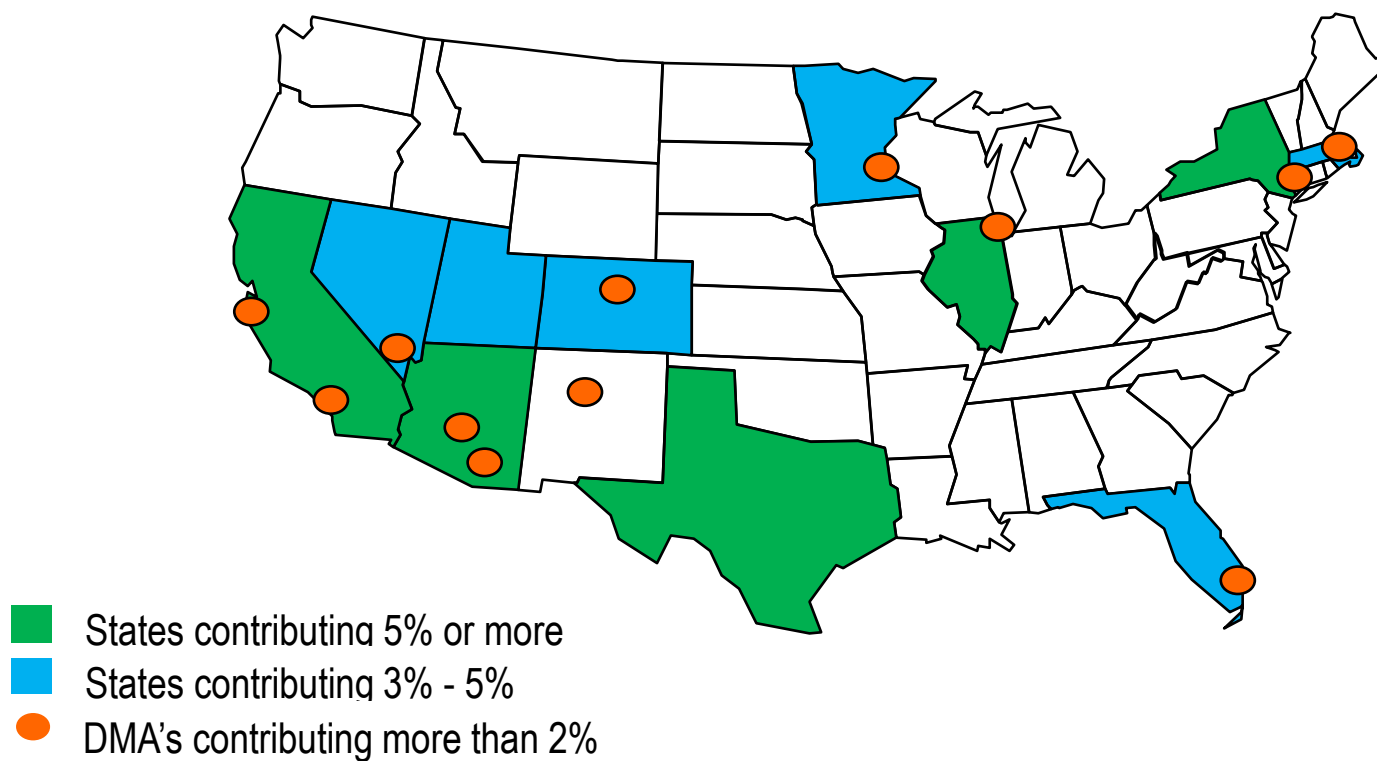 States contributing 5% or more
States contributing 3% - 5%
DMA's contributing more than 2%